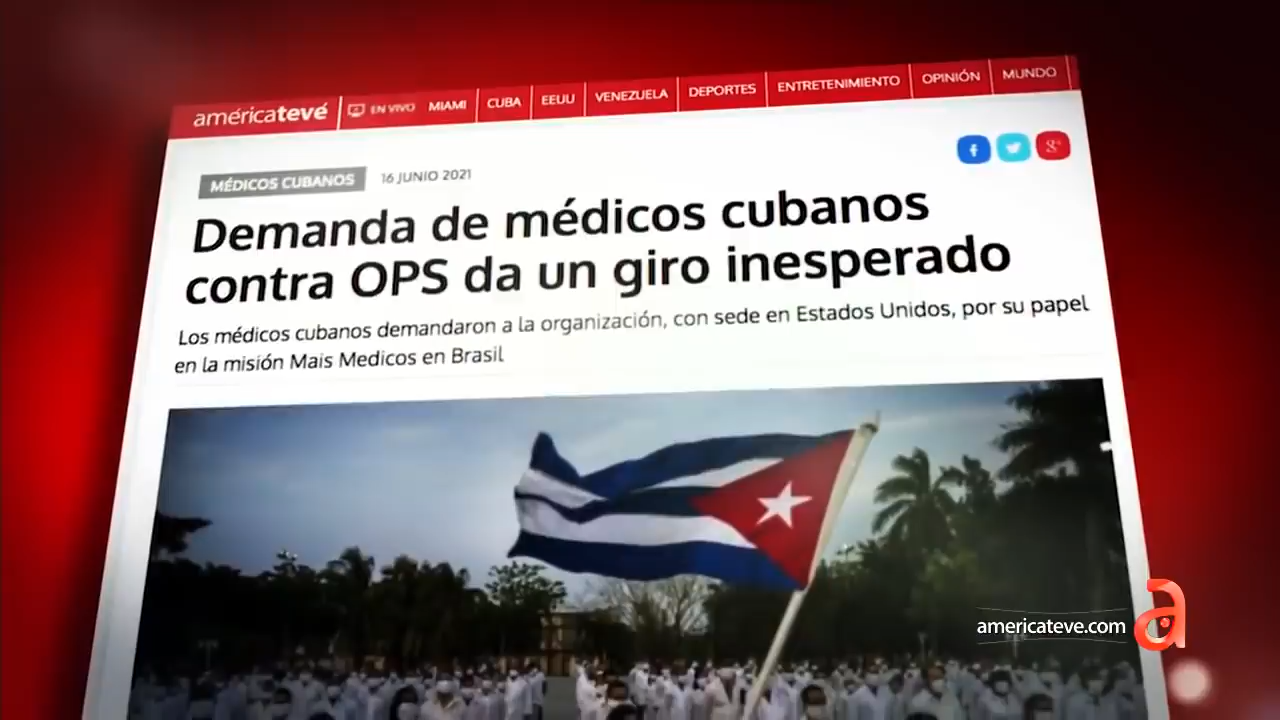 américatevé
EN VIVO
MIAMI
CUBA
EEUU
VENEZUELA
DEPORTES
ENTRETENIMIENTO
OPINIÓN
MUNDO
MÉDICOS CUBANOS
16 JUNIO 2021
Demanda de médicos cubanos
contra OPS da un giro inesperado
Los médicos cubanos demandaron a la organización, con sede en Estados Unidos, por su papel
en la misión Mais Medicos en Brasil
americateve.com
a